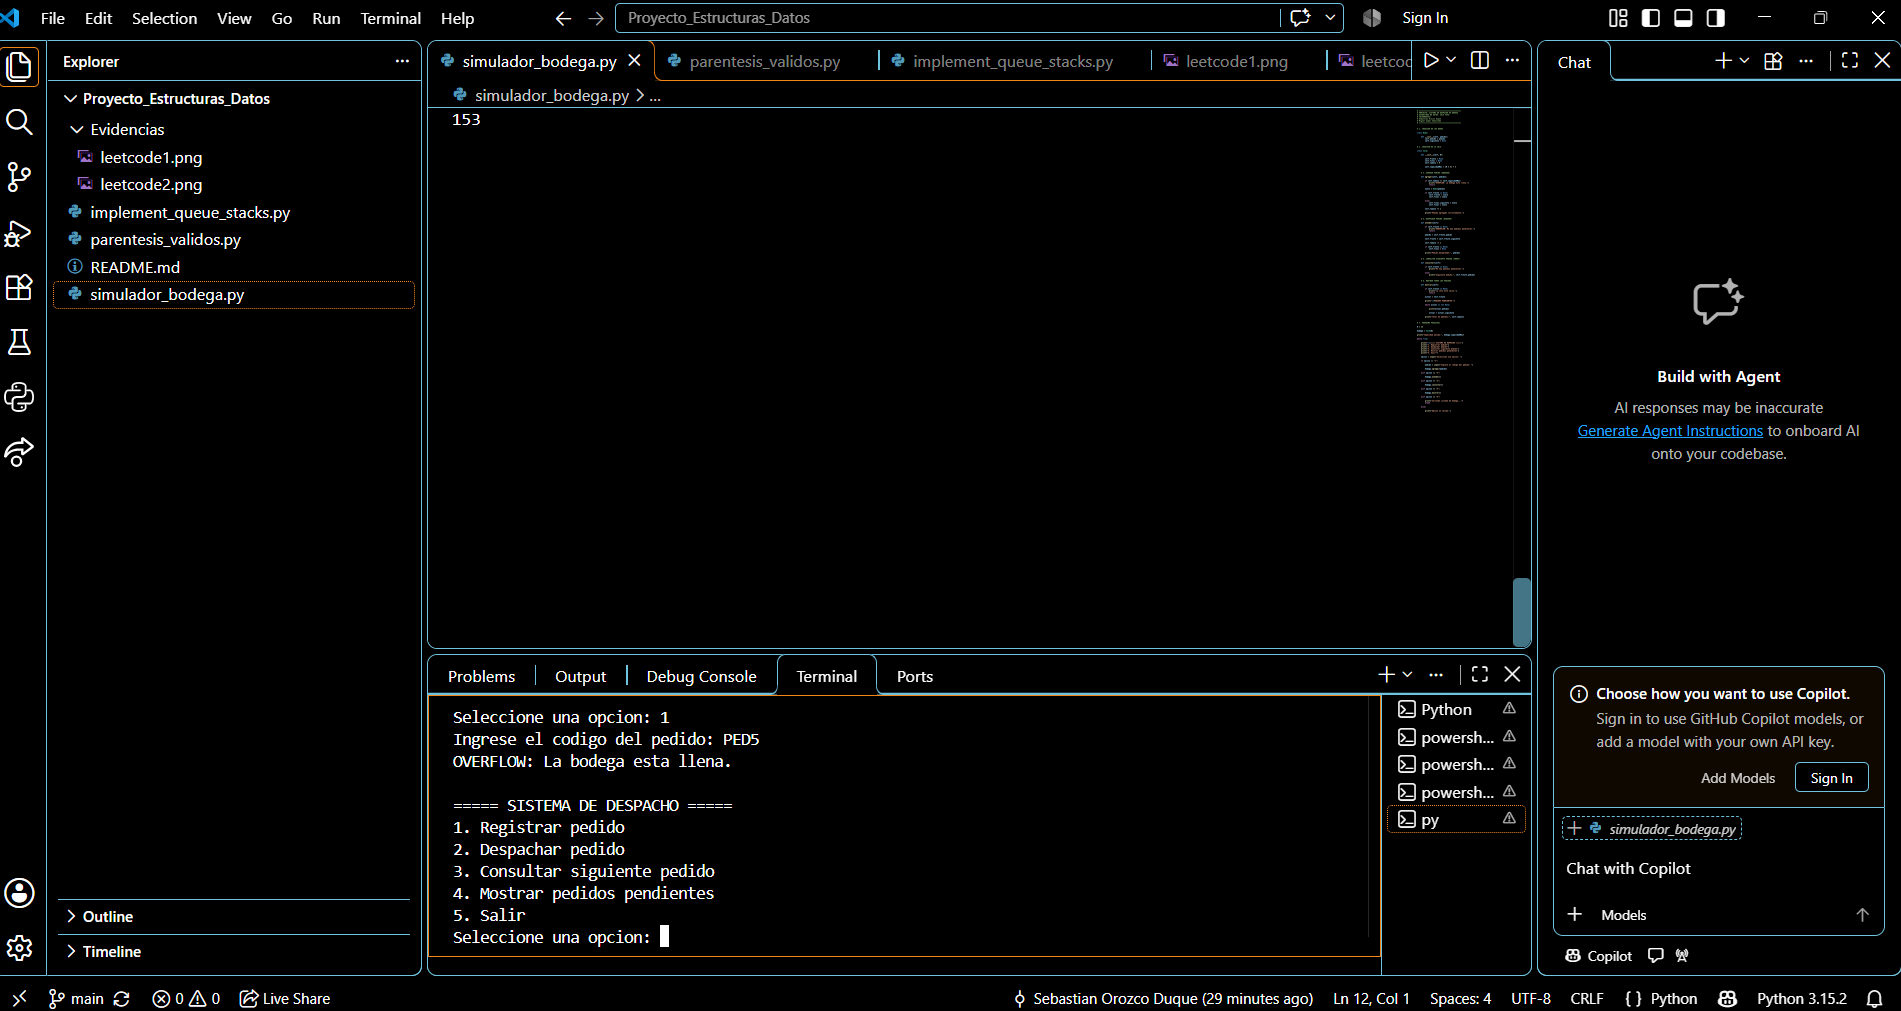 File Edit Selection View Go Run Terminal Help
Proyecto_Estructuras_Datos
Sign In
Explorer
Proyecto_Estructuras_Datos
Evidencias
leetcode1.png
leetcode2.png
implement_queue_stacks.py
parentesis_validos.py
README.md
simulador_bodega.py
Outline
Timeline
simulador_bodega.py
parentesis_validos.py
implement_queue_stacks.py
leetcode1.png
leetcoc
simulador_bodega.py > ...
153
Problems
Output
Debug Console
Terminal
Ports
Seleccione una opcion: 1
Ingrese el codigo del pedido: PED5
OVERFLOW: La bodega esta llena.
===== SISTEMA DE DESPACHO =====
1. Registrar pedido
2. Despachar pedido
3. Consultar siguiente pedido
4. Mostrar pedidos pendientes
5. Salir
Seleccione una opcion:
Python
powersh...
powersh...
powersh...
py
Chat
Build with Agent
AI responses may be inaccurate
Generate Agent Instructions to onboard AI
onto your codebase.
Choose how you want to use Copilot.
Sign in to use GitHub Copilot models, or
add a model with your own API key.
Add Models
Sign In
simulador_bodega.py
Chat with Copilot
Models
Copilot
main
0
0
Live Share
Sebastian Orozco Duque (29 minutes ago)
Ln 12, Col 1
Spaces: 4
UTF-8
CRLF
{ } Python
Python 3.15.2